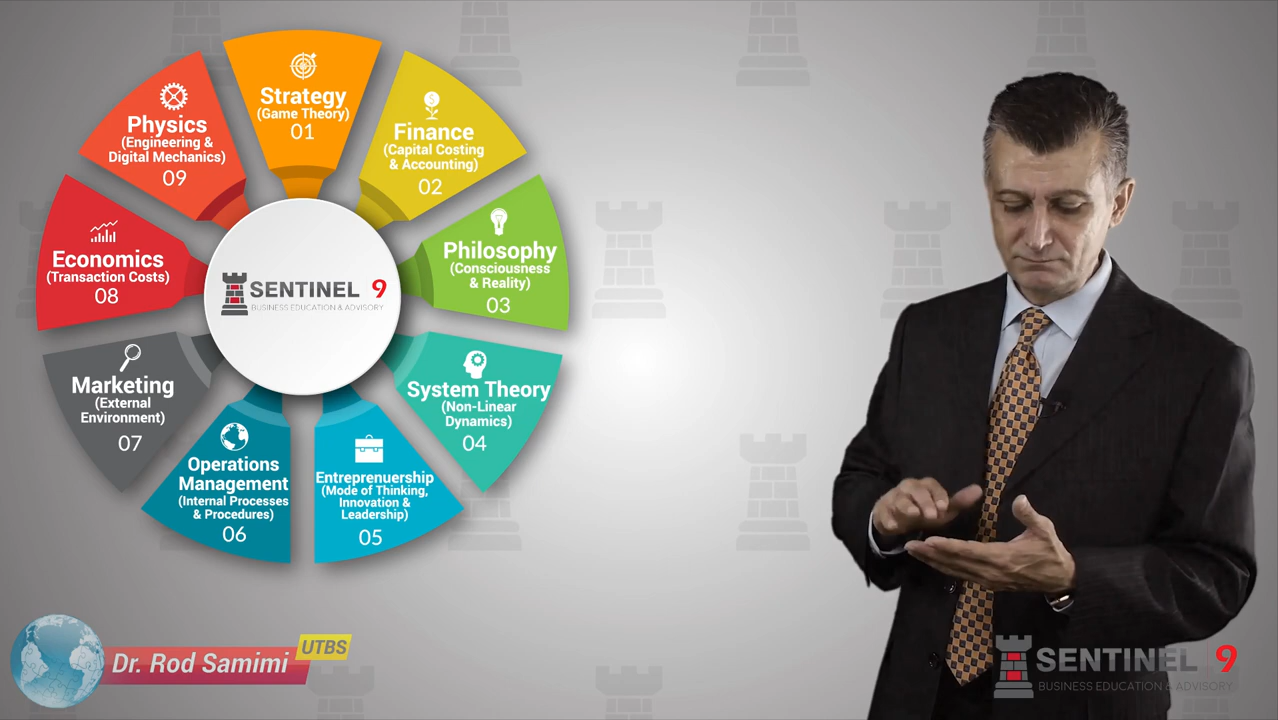 Strategy
(Game Theory)
01
Finance
(Capital Costing
& Accounting)
02
Philosophy
(Consciousness
& Reality)
03
System Theory
(Non-Linear
Dynamics)
04
Entreprenuership
(Mode of Thinking,
Innovation &
Leadership)
05
Operations
Management
(Internal Processes
& Procedures)
06
Marketing
(External
Environment)
07
Economics
(Transaction Costs)
08
Physics
(Engineering &
Digital Mechanics)
09
SENTINEL 9
BUSINESS EDUCATION & ADVISORY
Dr. Rod Samimi
UTBS
SENTINEL 9
BUSINESS EDUCATION & ADVISORY